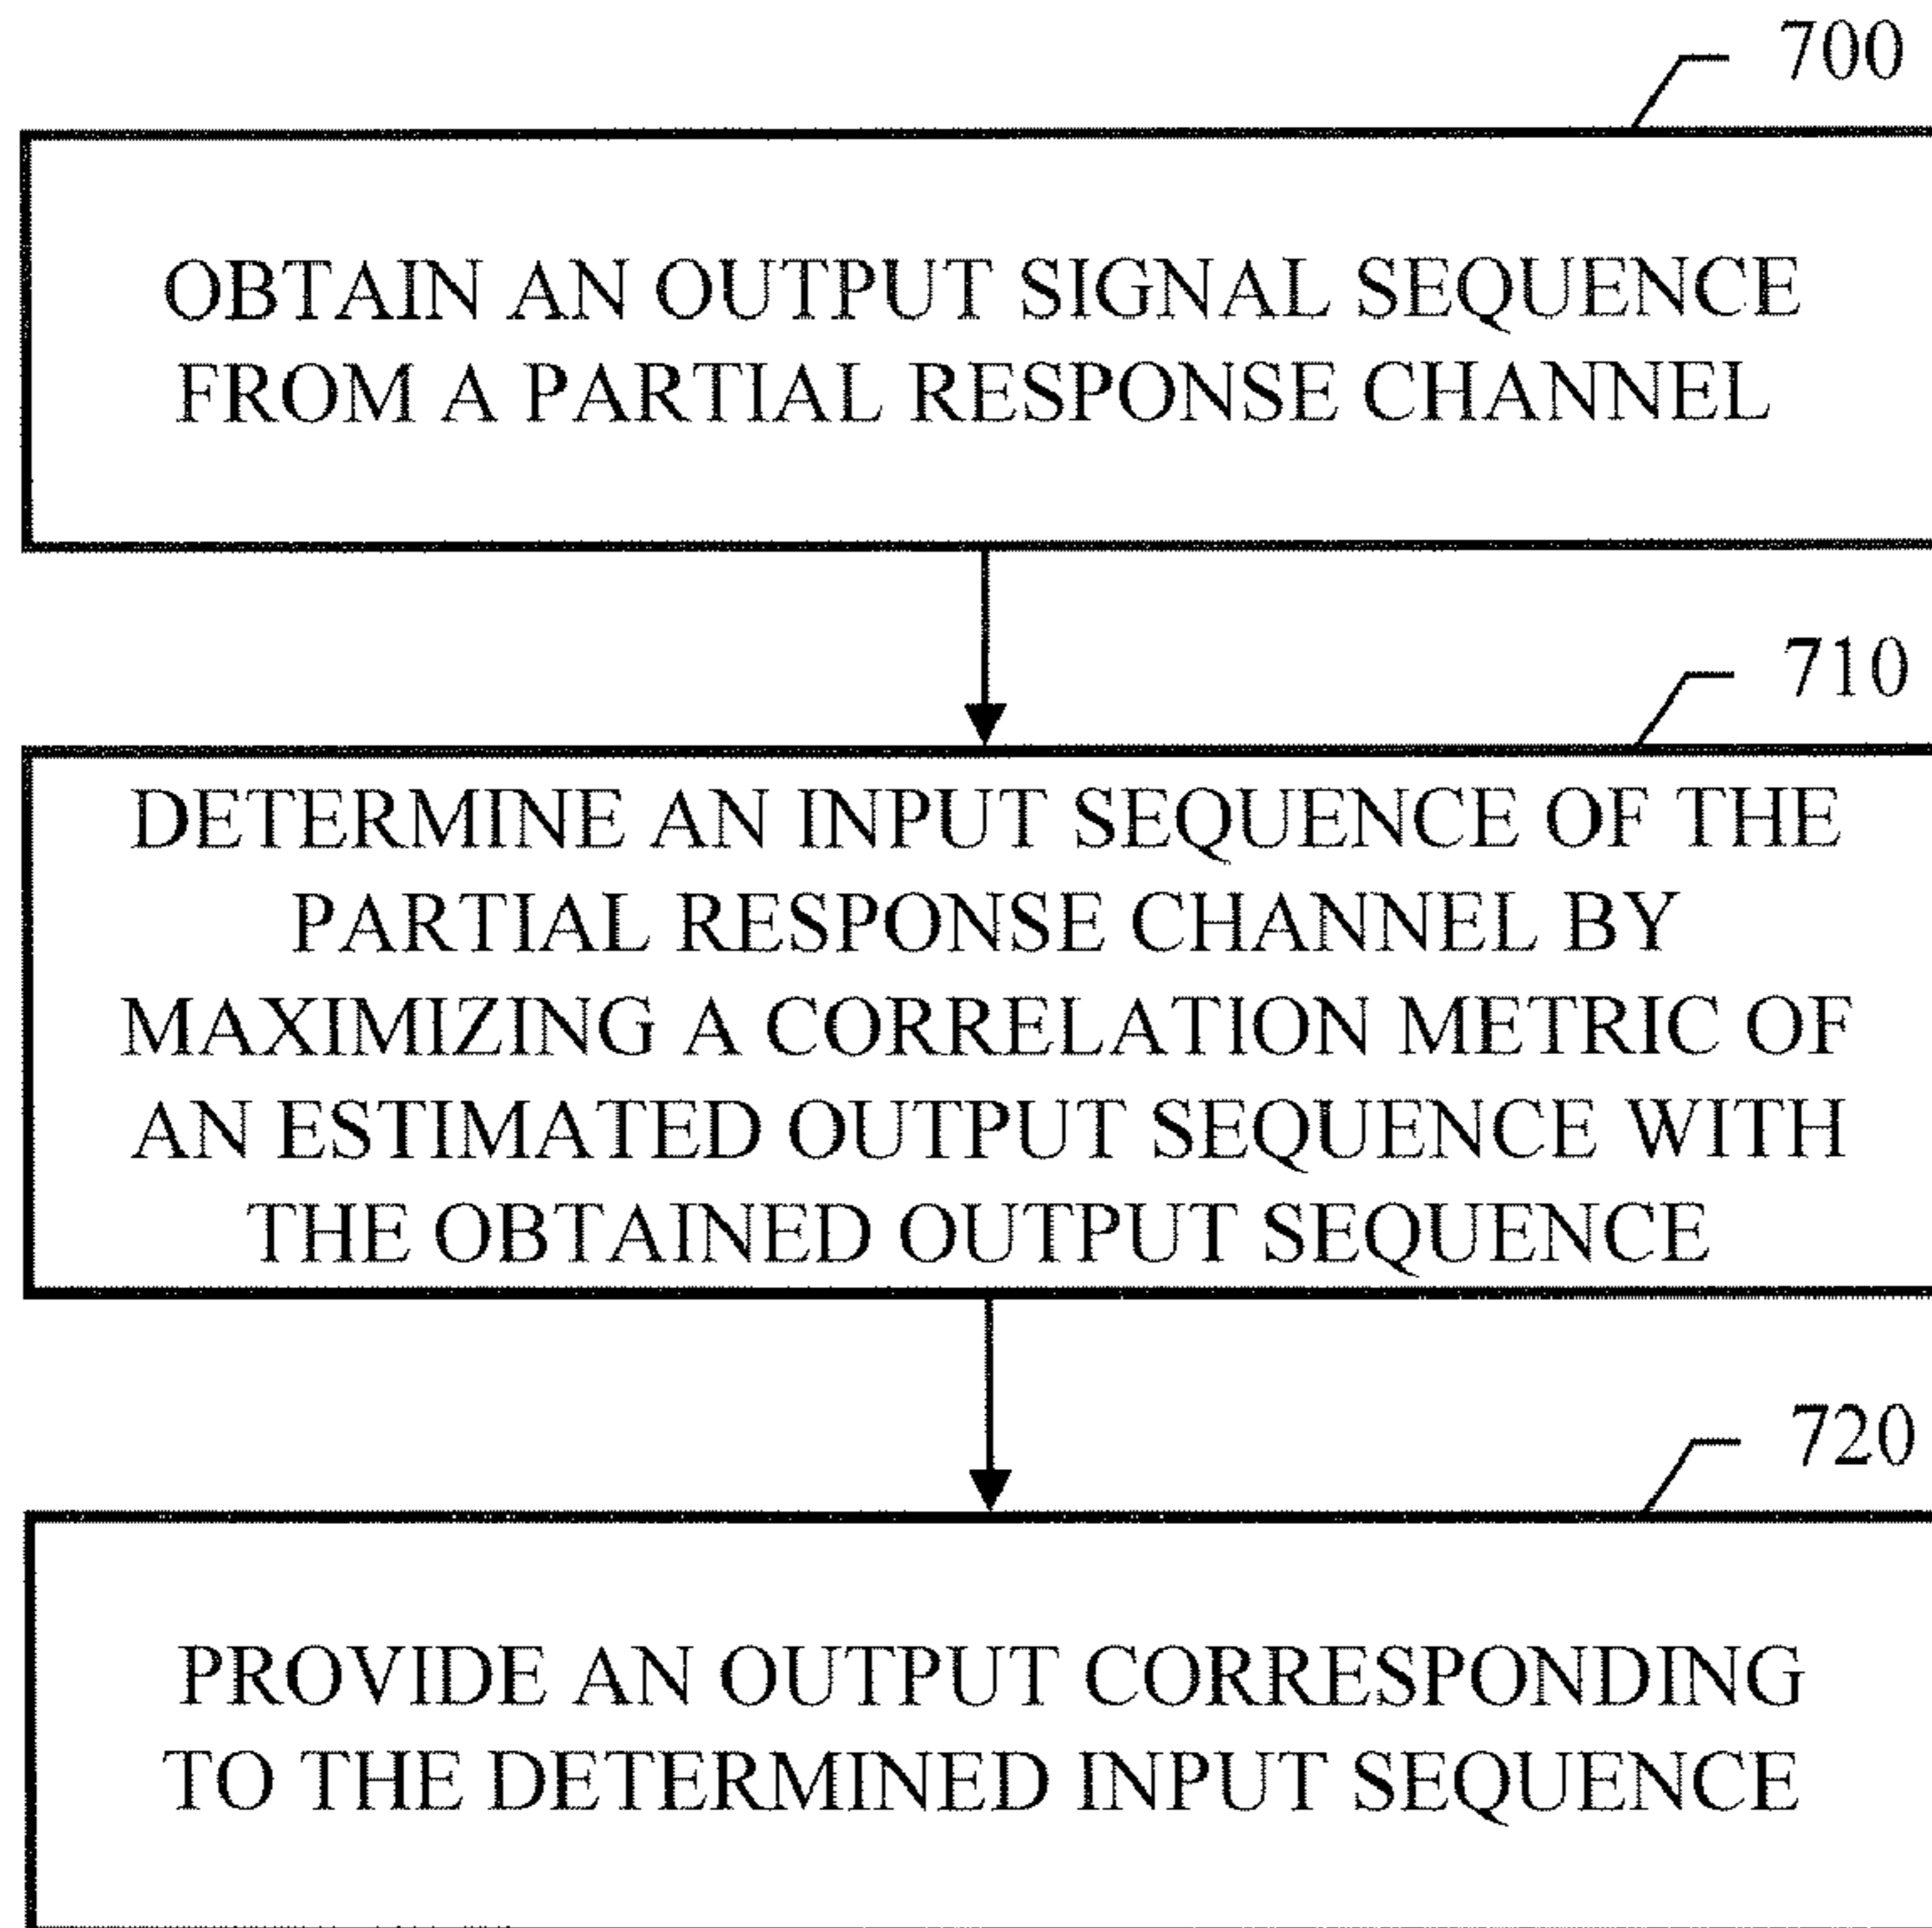 700
OBTAIN AN OUTPUT SIGNAL SEQUENCE
FROM A PARTIAL RESPONSE CHANNEL
710
DETERMINE AN INPUT SEQUENCE OF THE
PARTIAL RESPONSE CHANNEL BY
MAXIMIZING A CORRELATION METRIC OF
AN ESTIMATED OUTPUT SEQUENCE WITH
THE OBTAINED OUTPUT SEQUENCE
720
PROVIDE AN OUTPUT CORRESPONDING
TO THE DETERMINED INPUT SEQUENCE